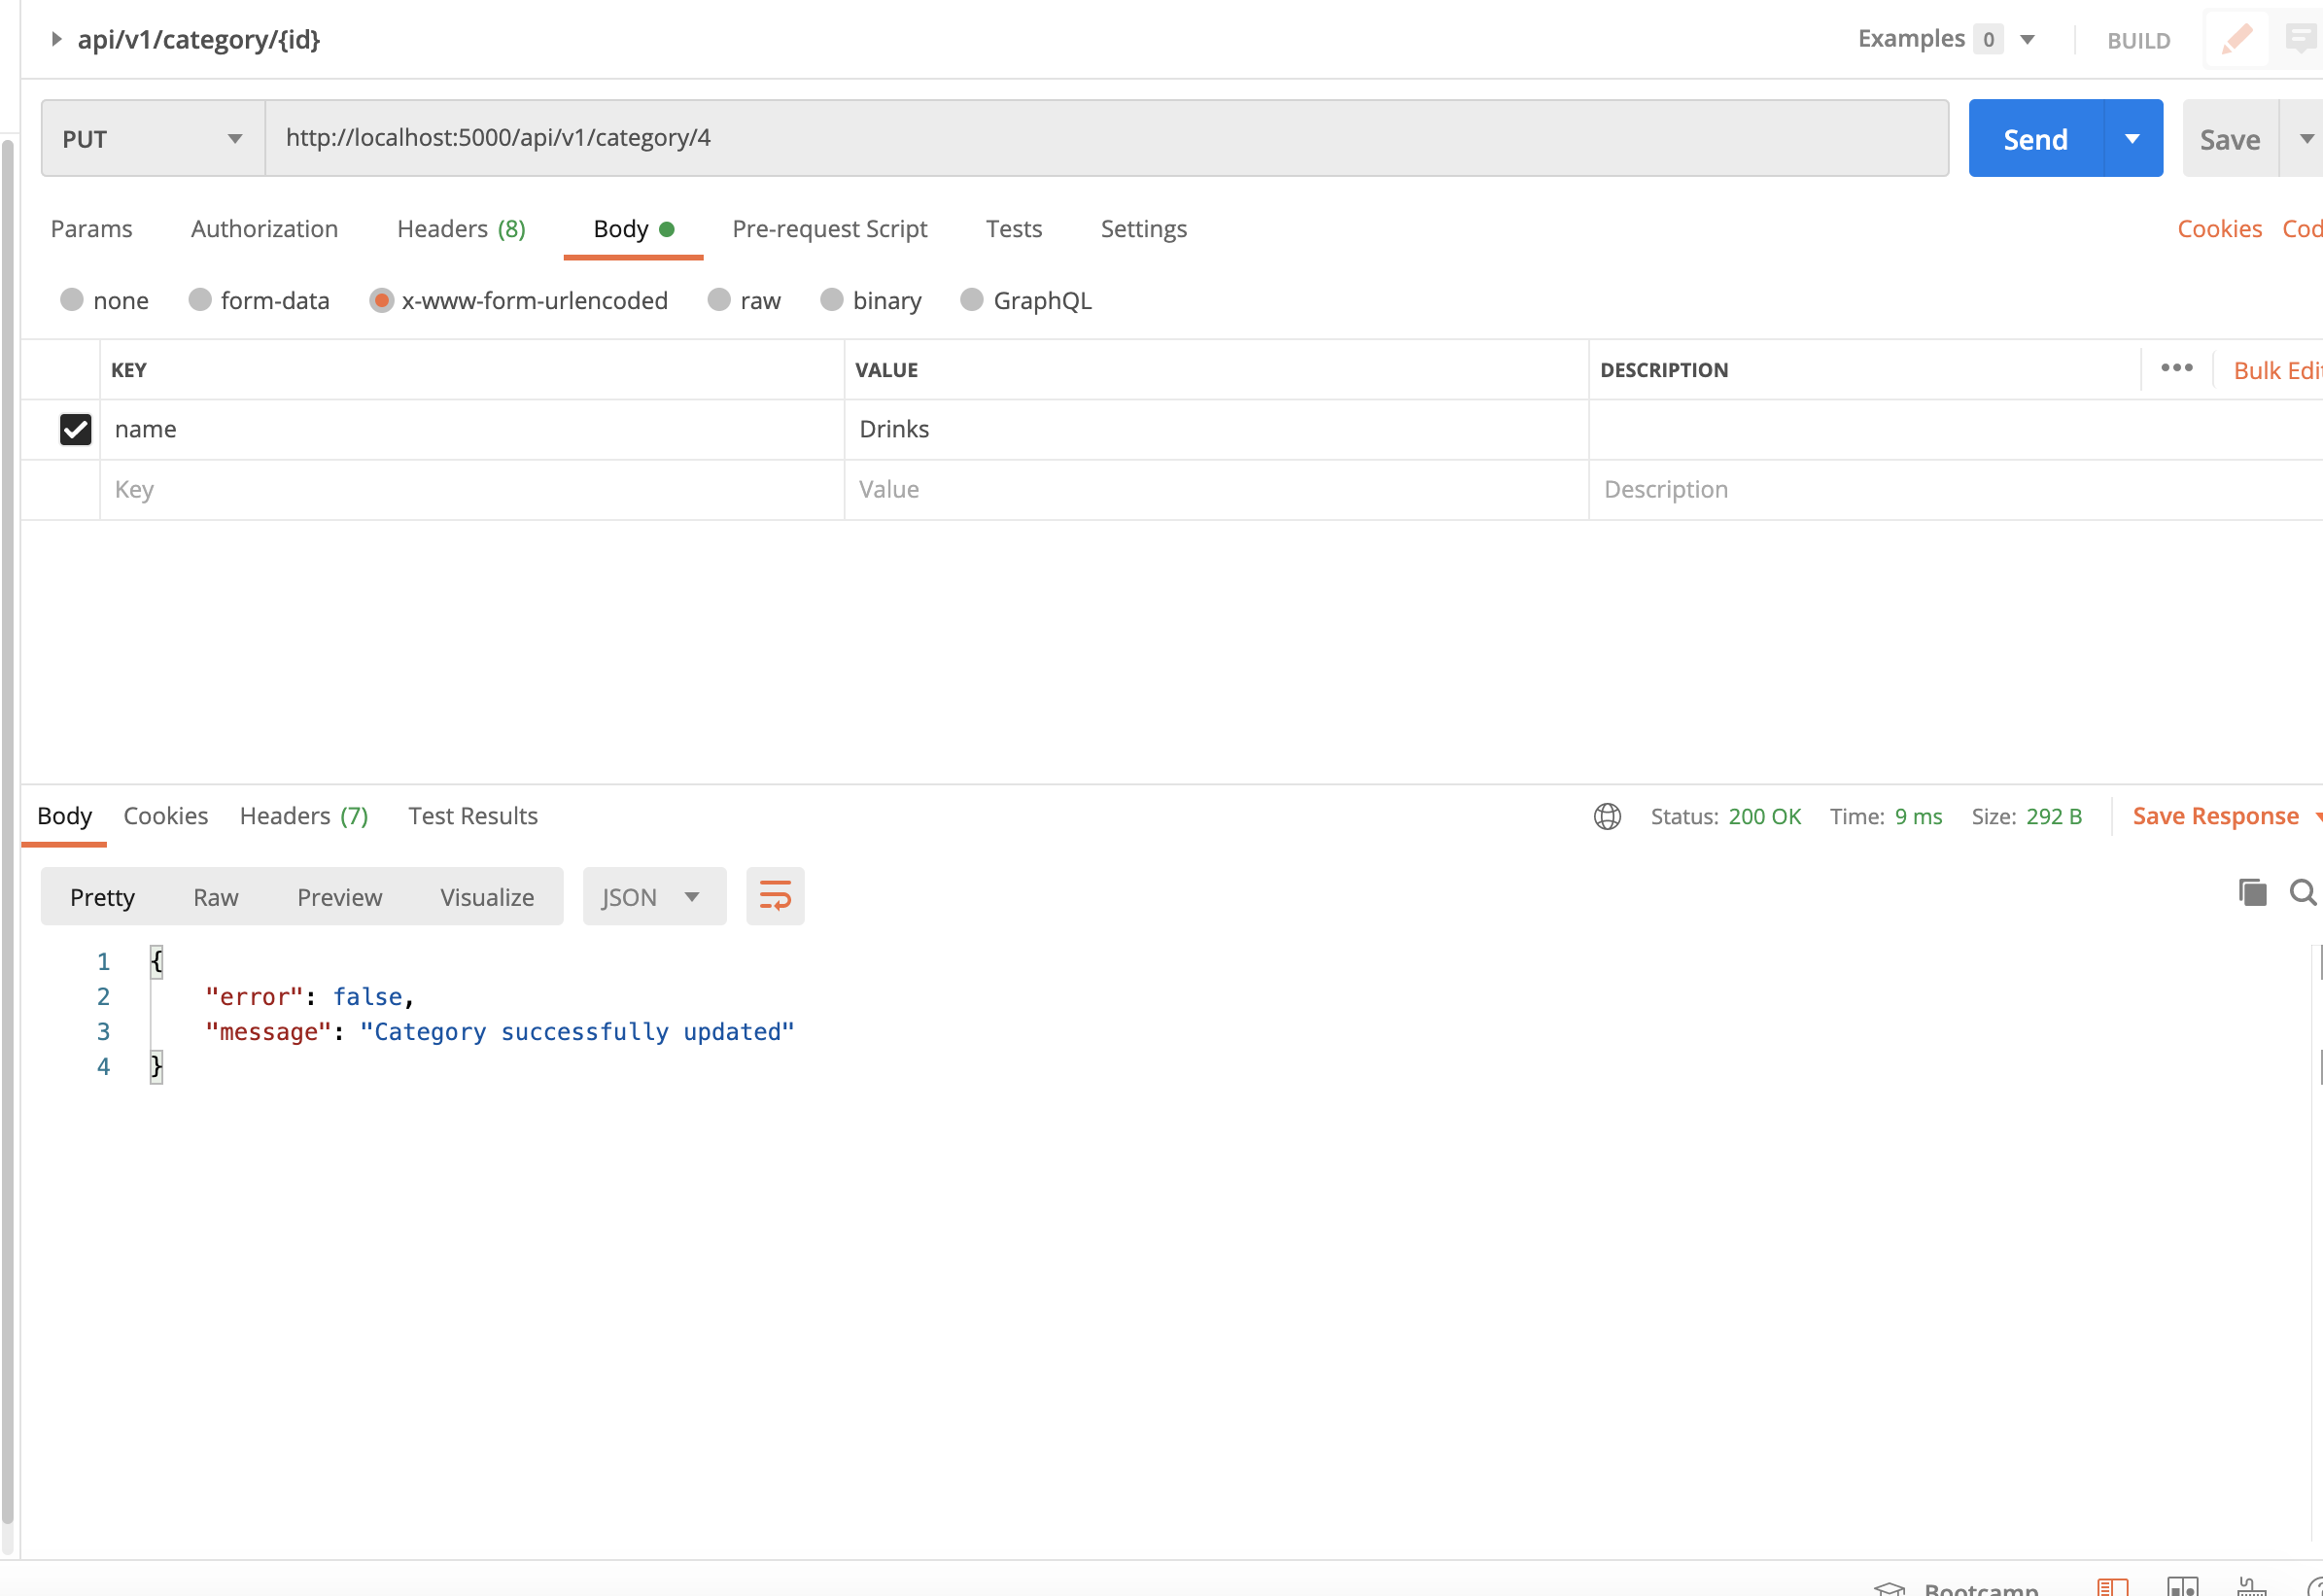 api/v1/category/{id}
Examples 0
BUILD
PUT
http://localhost:5000/api/v1/category/4
Send
Save
Params Authorization Headers (8) Body Pre-request Script Tests Settings
Cookies Cod
none form-data x-www-form-urlencoded raw binary GraphQL
KEY VALUE DESCRIPTION Bulk Edit
name Drinks
Key Value Description
Body Cookies Headers (7) Test Results
Status: 200 OK Time: 9 ms Size: 292 B Save Response
Pretty Raw Preview Visualize JSON
1 {
2 "error": false,
3 "message": "Category successfully updated"
4 }
Bootcamp